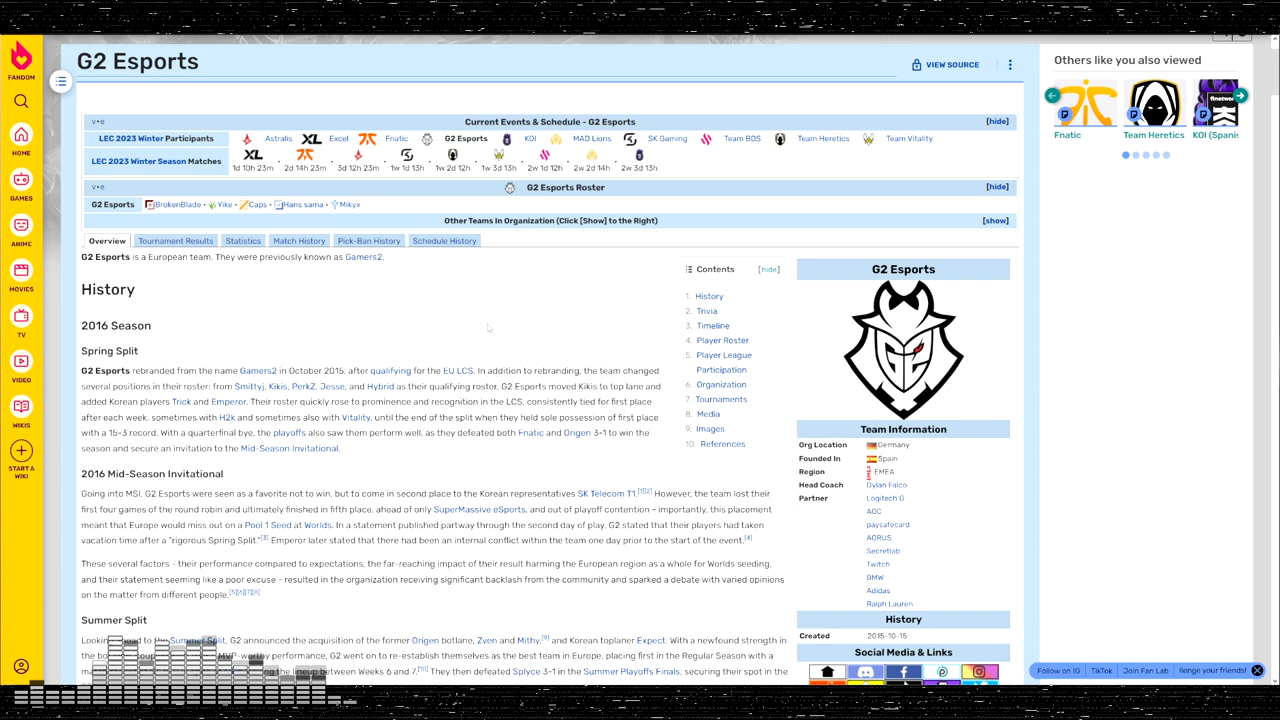 G2 Esports
VIEW SOURCE
Others like you also viewed
FANDOM
HOME
GAMES
ANIME
MOVIES
TV
VIDEO
WIKIS
START A
WIKI
Fnatic
Team Heretics
KOI (Spanis
v•e Current Events & Schedule - G2 Esports [hide]
LEC 2023 Winter Participants Astralis Excel Fnatic G2 Esports KOI MAD Lions SK Gaming Team BDS Team Heretics Team Vitality
LEC 2023 Winter Season Matches 1d 10h 23m • 2d 14h 23m • 3d 12h 23m • 1w 1d 13h • 1w 2d 12h • 1w 3d 13h • 2w 1d 12h • 2w 2d 14h • 2w 3d 13h
v•e G2 Esports Roster [hide]
G2 Esports BrokenBlade • Yike • Caps • Hans sama • Mikyx
Other Teams In Organization (Click [Show] to the Right) [show]
Overview Tournament Results Statistics Match History Pick-Ban History Schedule History
G2 Esports is a European team. They were previously known as Gamers2.
History
2016 Season
Spring Split
G2 Esports rebranded from the name Gamers2 in October 2015, after qualifying for the EU LCS. In addition to rebranding, the team changed
several positions in their roster: from Smittyj, Kikis, PerkZ, Jesse, and Hybrid as their qualifying roster, G2 Esports moved Kikis to top lane and
added Korean players Trick and Emperor. Their roster quickly rose to prominence and recognition in the LCS, consistently tied for first place
after each week, sometimes with H2k and sometimes also with Vitality, until the end of the split when they held sole possession of first place
with a 15-3 record. With a quarterfinal bye, the playoffs also saw them perform well, as they defeated both Fnatic and Origen 3-1 to win the
season and secure an invitation to the Mid-Season Invitational.
2016 Mid-Season Invitational
Going into MSI, G2 Esports were seen as a favorite not to win, but to come in second place to the Korean representatives SK Telecom T1.[1][2] However, the team lost their
first four games of the round robin and ultimately finished in fifth place, ahead of only SuperMassive eSports, and out of playoff contention - importantly, this placement
meant that Europe would miss out on a Pool 1 Seed at Worlds. In a statement published partway through the second day of play, G2 stated that their players had taken
vacation time after a "rigorous Spring Split."[3] Emperor later stated that there had been an internal conflict within the team one day prior to the start of the event.[4]
These several factors - their performance compared to expectations, the far-reaching impact of their result harming the European region as a whole for Worlds seeding,
and their statement seeming like a poor excuse - resulted in the organization receiving significant backlash from the community and sparked a debate with varied opinions
on the matter from different people.[5][6][7][8]
Summer Split
Looking ahead to the Summer Split, G2 announced the acquisition of the former Origen botlane, Zven and Mithy,[9] and Korean toplaner Expect. With a newfound strength in
the bo MVP-worthy performance, G2 went on to re-establish themselves as the best team in Europe, placing first in the Regular Season with a
the lineup between Weeks 6 and 7.[10] They then defeated Splyce 3-1 in the Summer Playoffs Finals, securing their spot in the
Contents [hide]
1. History
2. Trivia
3. Timeline
4. Player Roster
5. Player League
Participation
6. Organization
7. Tournaments
8. Media
9. Images
10. References
G2 Esports
Team Information
Org Location Germany
Founded In Spain
Region EMEA EMEA
Head Coach Dylan Falco
Partner Logitech G
AOC
paysafecard
AORUS
Secretlab
Twitch
BMW
Adidas
Ralph Lauren
History
Created 2015-10-15
Social Media & Links
Follow on IG TikTok Join Fan Lab llenge your friends!